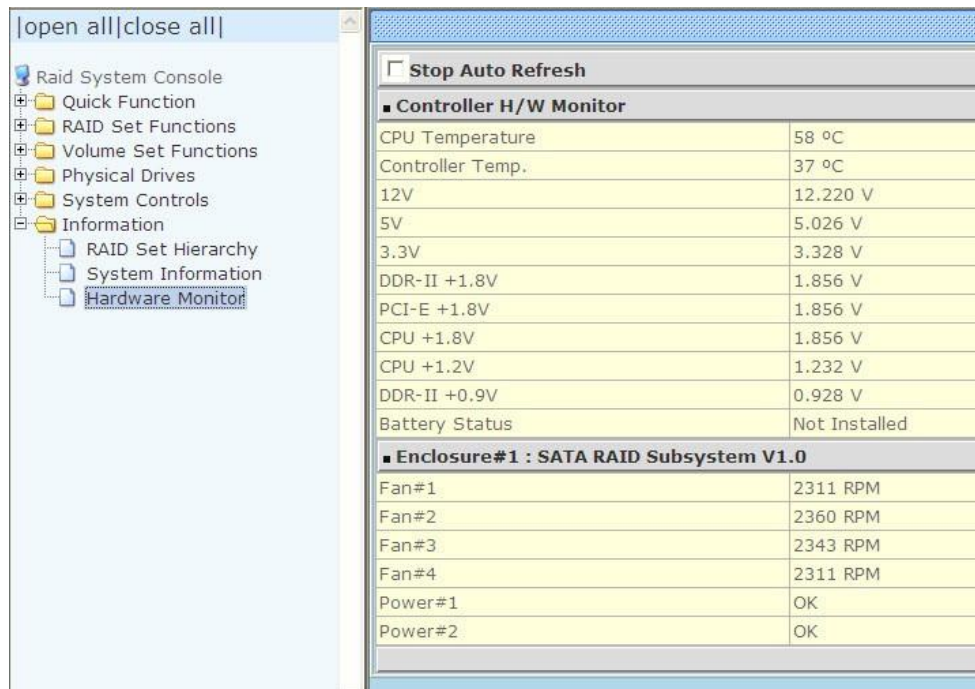 |open all|close all|
Raid System Console
Quick Function
RAID Set Functions
Volume Set Functions
Physical Drives
System Controls
Information
RAID Set Hierarchy
System Information
Hardware Monitor
Stop Auto Refresh
Controller H/W Monitor
CPU Temperature 58 ºC
Controller Temp. 37 ºC
12V 12.220 V
5V 5.026 V
3.3V 3.328 V
DDR-II +1.8V 1.856 V
PCI-E +1.8V 1.856 V
CPU +1.8V 1.856 V
CPU +1.2V 1.232 V
DDR-II +0.9V 0.928 V
Battery Status Not Installed
Enclosure#1 : SATA RAID Subsystem V1.0
Fan#1 2311 RPM
Fan#2 2360 RPM
Fan#3 2343 RPM
Fan#4 2311 RPM
Power#1 OK
Power#2 OK